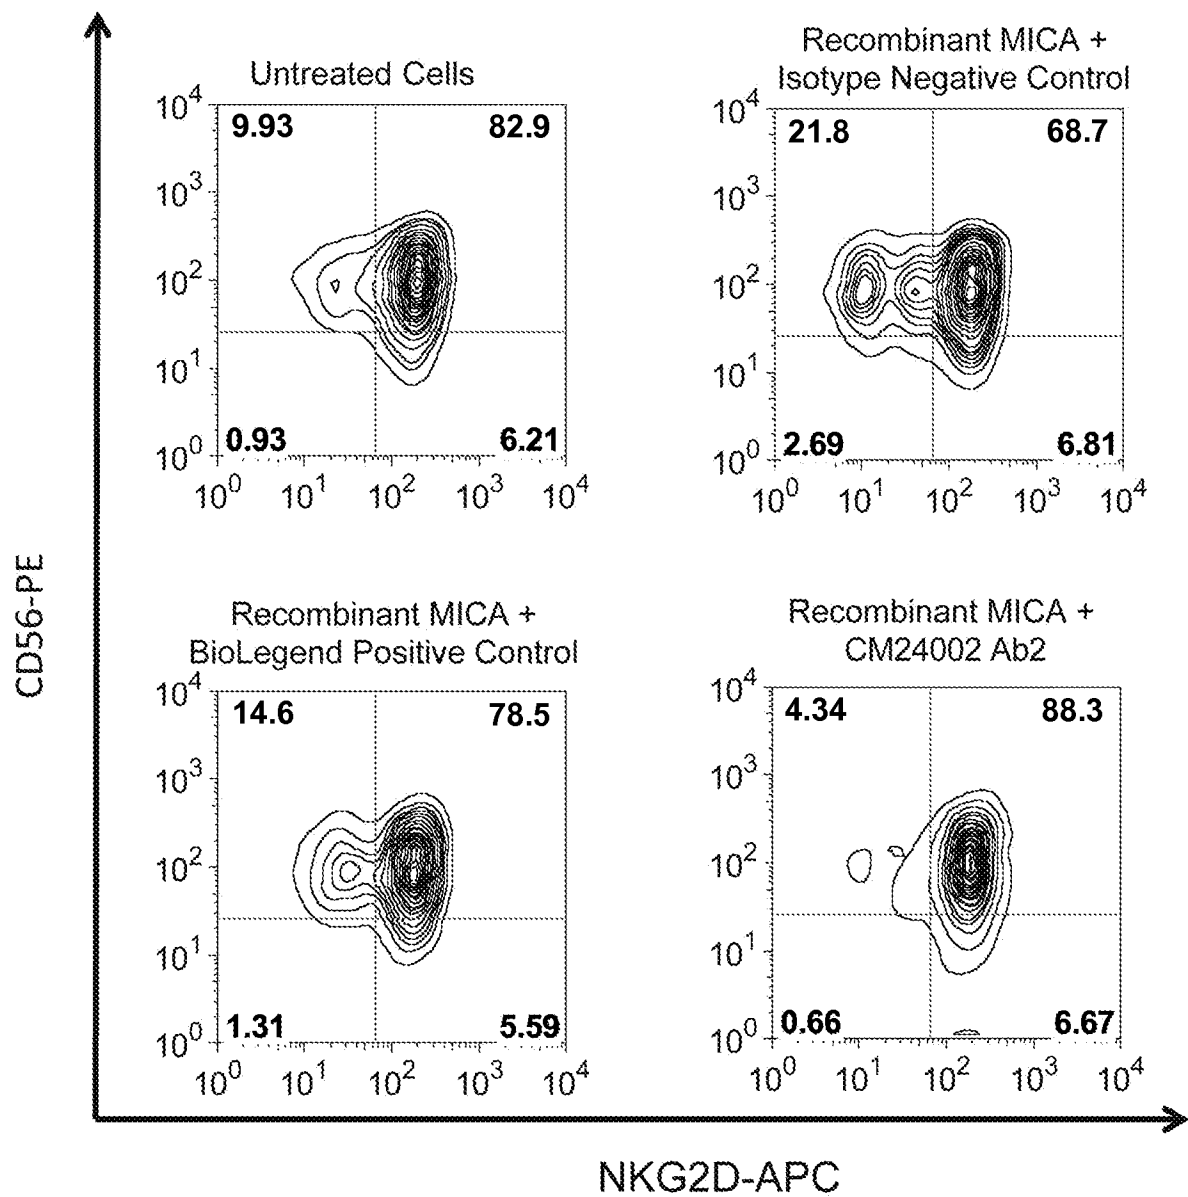 Untreated Cells
10^4
9.93 82.9
10^3
10^2
10^1
0.93 6.21
10^0
10^0 10^1 10^2 10^3 10^4
Recombinant MICA +
Isotype Negative Control
10^4
21.8 68.7
10^3
10^2
10^1
2.69 6.81
10^0
10^0 10^1 10^2 10^3 10^4
CD56-PE
Recombinant MICA +
BioLegend Positive Control
10^4
14.6 78.5
10^3
10^2
10^1
1.31 5.59
10^0
10^0 10^1 10^2 10^3 10^4
Recombinant MICA +
CM24002 Ab2
10^4
4.34 88.3
10^3
10^2
10^1
0.66 6.67
10^0
10^0 10^1 10^2 10^3 10^4
NKG2D-APC